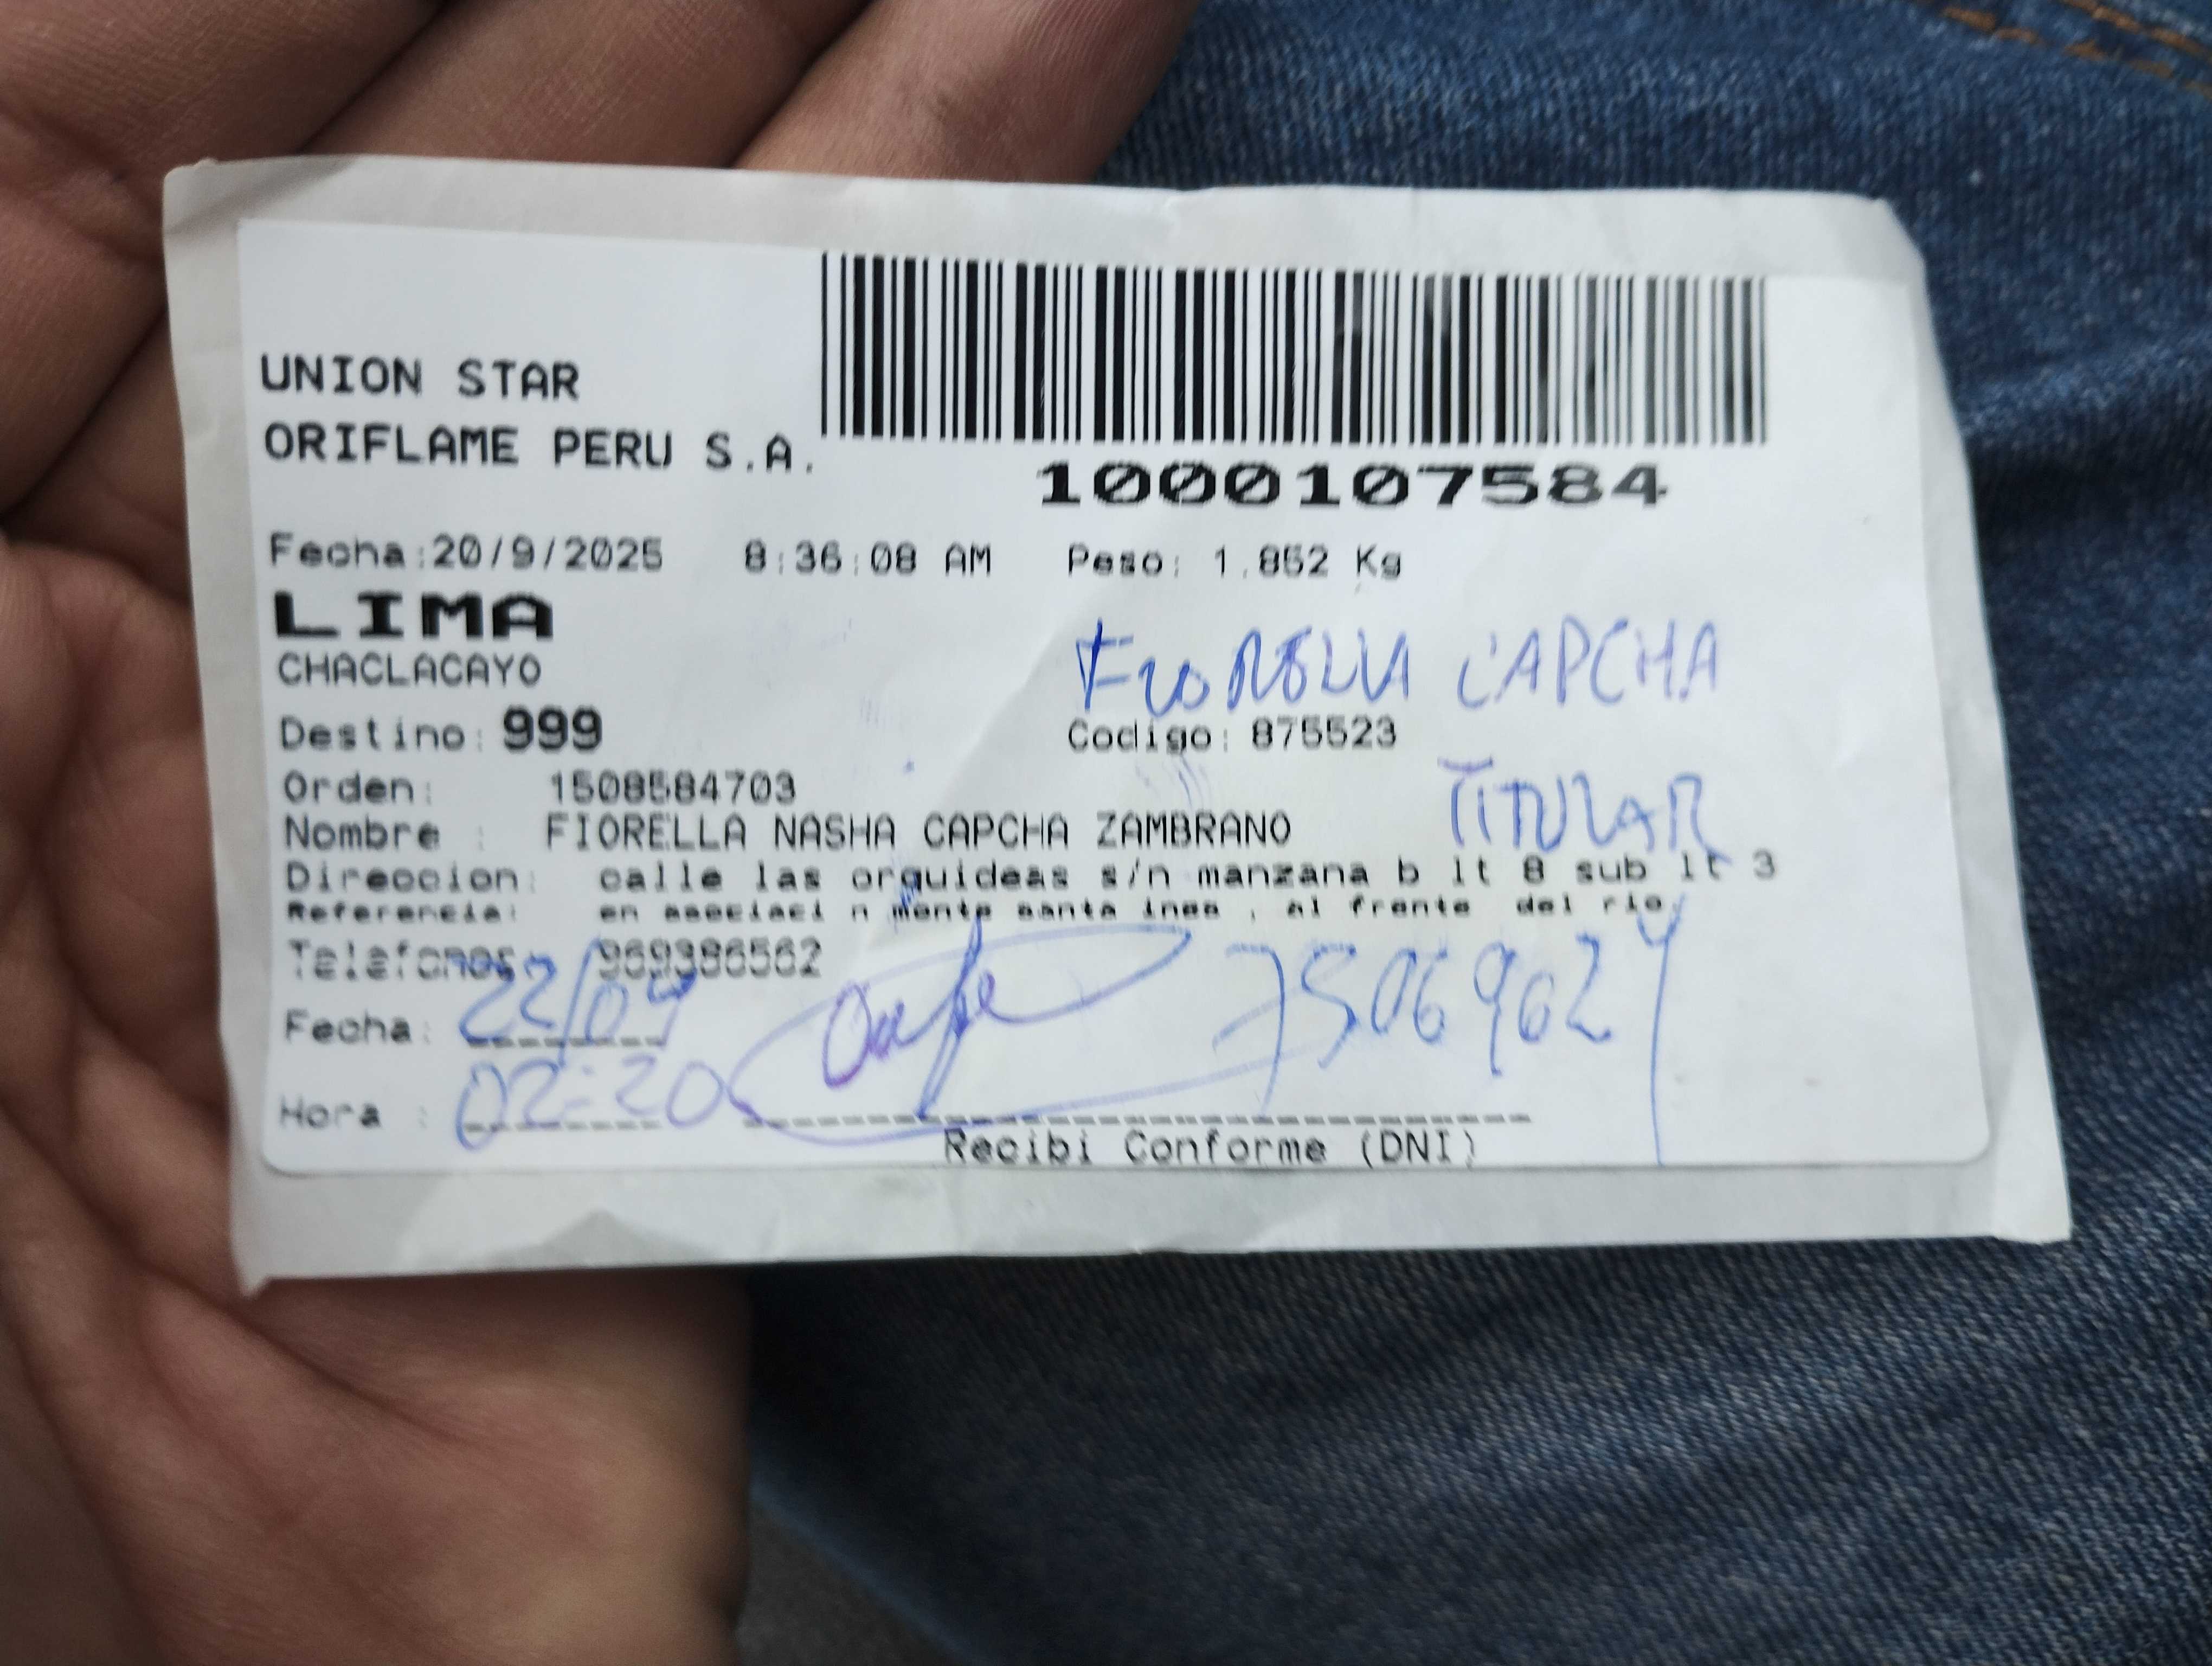 UNION STAR
ORIFLAME PERU S.A.
1000107584
Fecha:20/9/2025 8:36:08 AM Peso: 1.852 Kg
LIMA
CHACLACAYO
FIORELLA CAPCHA
Destino: 999 Codigo: 875523
Orden: 1508584703
TITULAR
Nombre : FIORELLA NASHA CAPCHA ZAMBRANO
Direccion: calle las orquideas s/n manzana b lt 8 sub lt 3
Referencia: en asociaci n monte santa ines , al frente del rio.
Telefonos: 969386562
Fecha: 22/09
7506962Y
Hora : 02:20
Recibi Conforme (DNI)